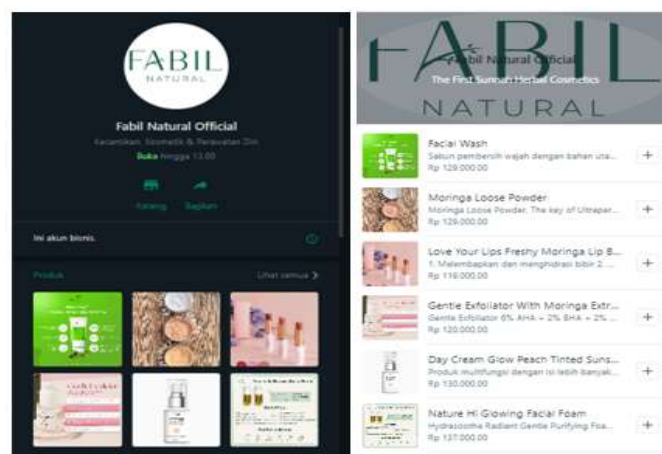 FABIL
NATURAL
Fabil Natural Official
Kecantikan, Kosmetik & Perawatan Diri
Buka hingga 13.00
Katalog
Bagikan
Ini akun bisnis.
Produk
Lihat semua
FABIL
Fabil Natural Official
The First Sunnah Herbal Cosmetics
NATURAL
Facial Wash
Sabun pembersih wajah dengan bahan uta...
Rp 129.000.00
Moringa Loose Powder
Moringa Loose Powder. The key of Ultraper...
Rp 129.000.00
Love Your Lips Freshy Moringa Lip B...
1. Melembapkan dan menghidrasi bibir 2. ...
Rp 119.000.00
Gentle Exfoliator With Moringa Extr...
Gentle Exfoliator 6% AHA + 2% BHA + 2% ...
Rp 120.000.00
Day Cream Glow Peach Tinted Suns...
Produk multifungsi dengan isi lebih banyak...
Rp 130.000.00
Nature Hi Glowing Facial Foam
Hydrasoothe Radiant Gentle Purifying Foa...
Rp 137.000.00